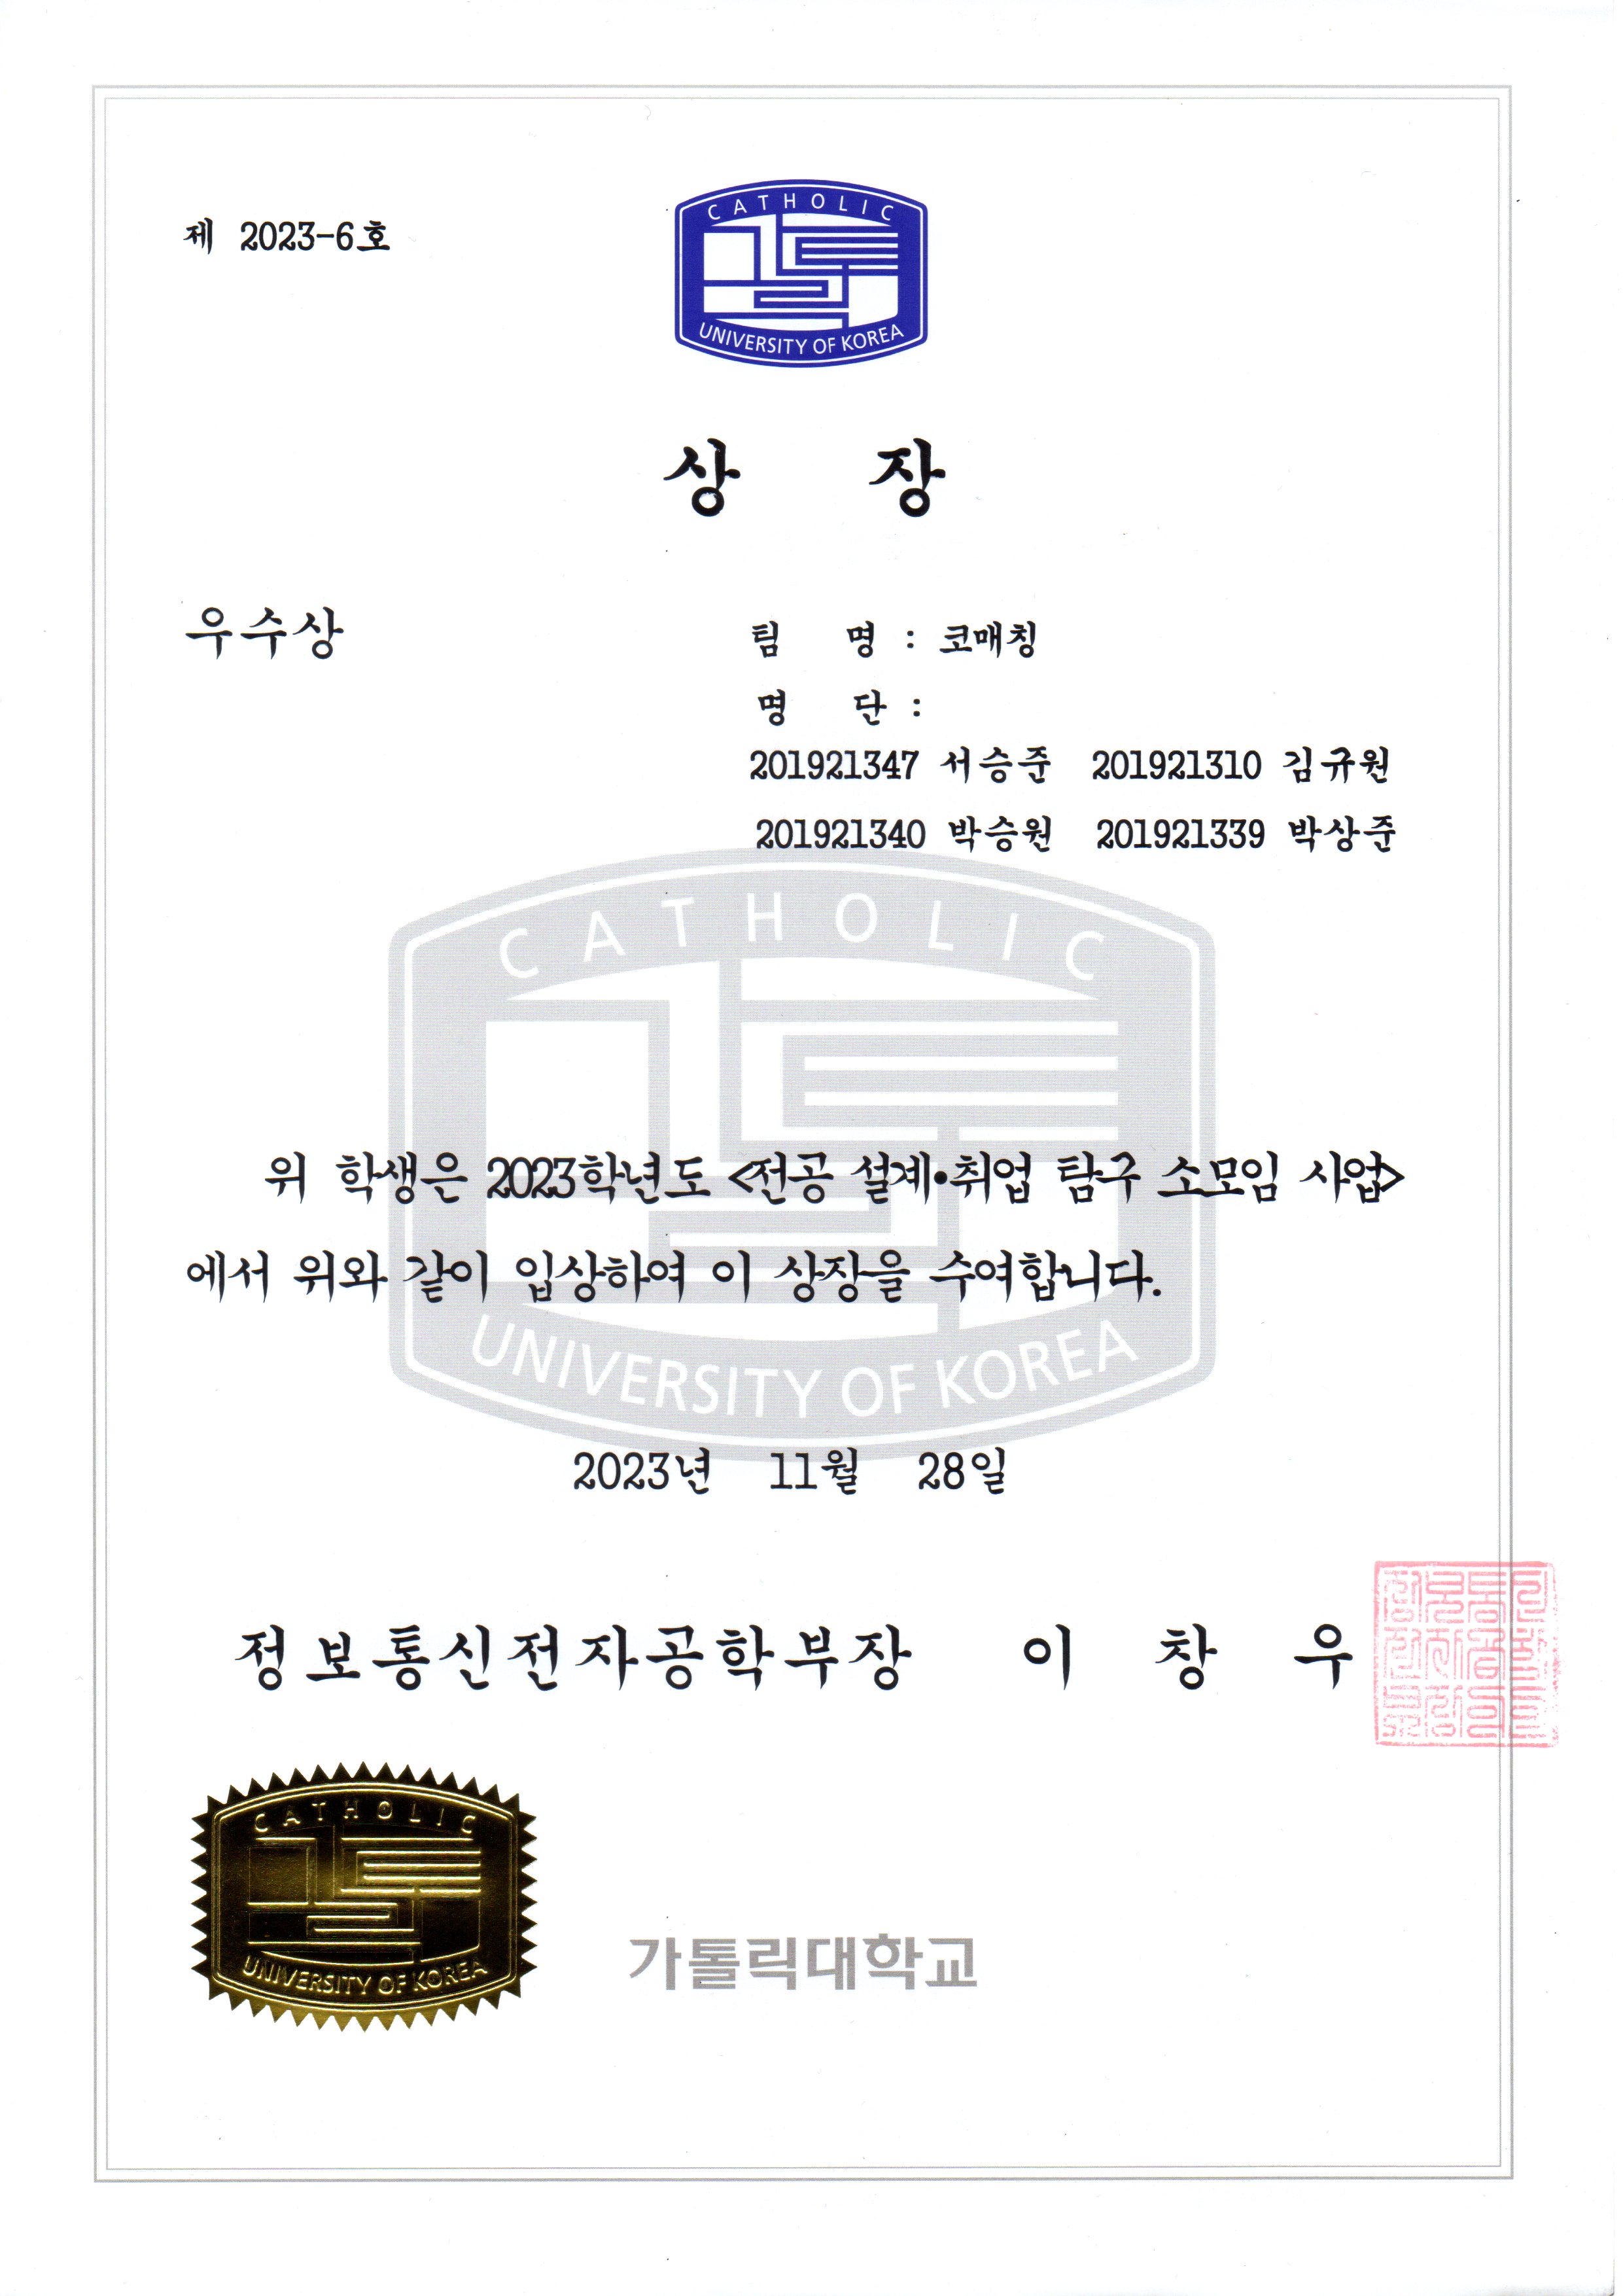 제 2023-6호
CATHOLIC
UNIVERSITY OF KOREA
상 장
우수상
팀 명 : 코매칭
명 단 :
201921347 서승준 201921310 김규원
201921340 박승원 201921339 박상준
CATHOLIC
위 학생은 2023학년도 <전공 설계•취업 탐구 소모임 사업>
에서 위와 같이 입상하여 이 상장을 수여합니다.
UNIVERSITY OF KOREA
2023년 11월 28일
정보통신전자공학부장 이 창 우
CATHOLIC
UNIVERSITY OF KOREA
가톨릭대학교